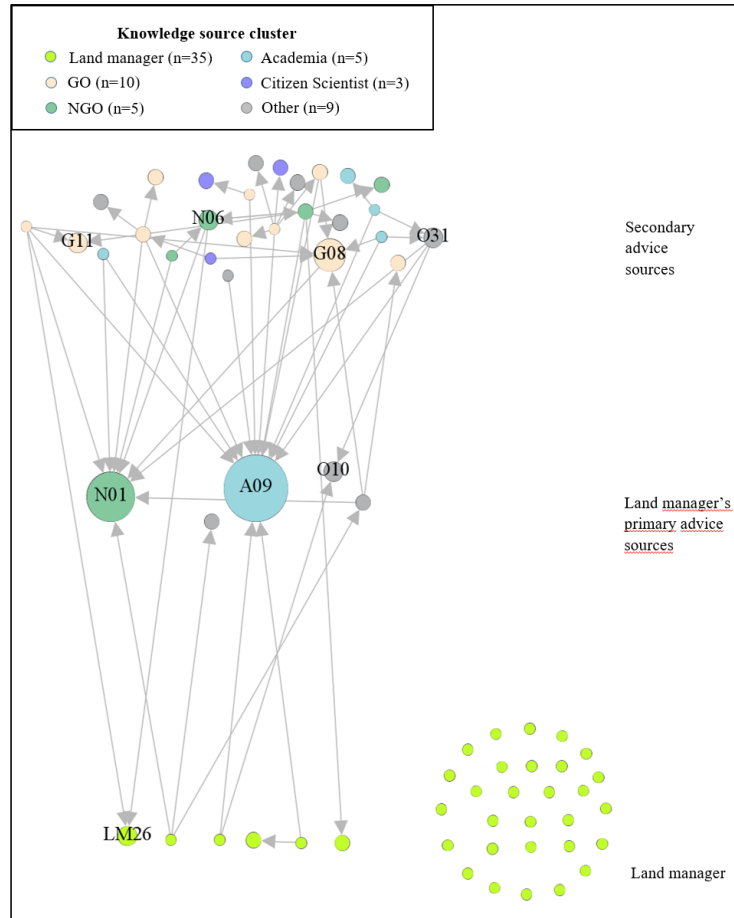 Knowledge source cluster
Land manager (n=35)
Academia (n=5)
GO (n=10)
Citizen Scientist (n=3)
NGO (n=5)
Other (n=9)
N06
G11
G08
O31
Secondary
advice
sources
O10
N01
A09
Land manager’s
primary advice
sources
LM26
Land manager